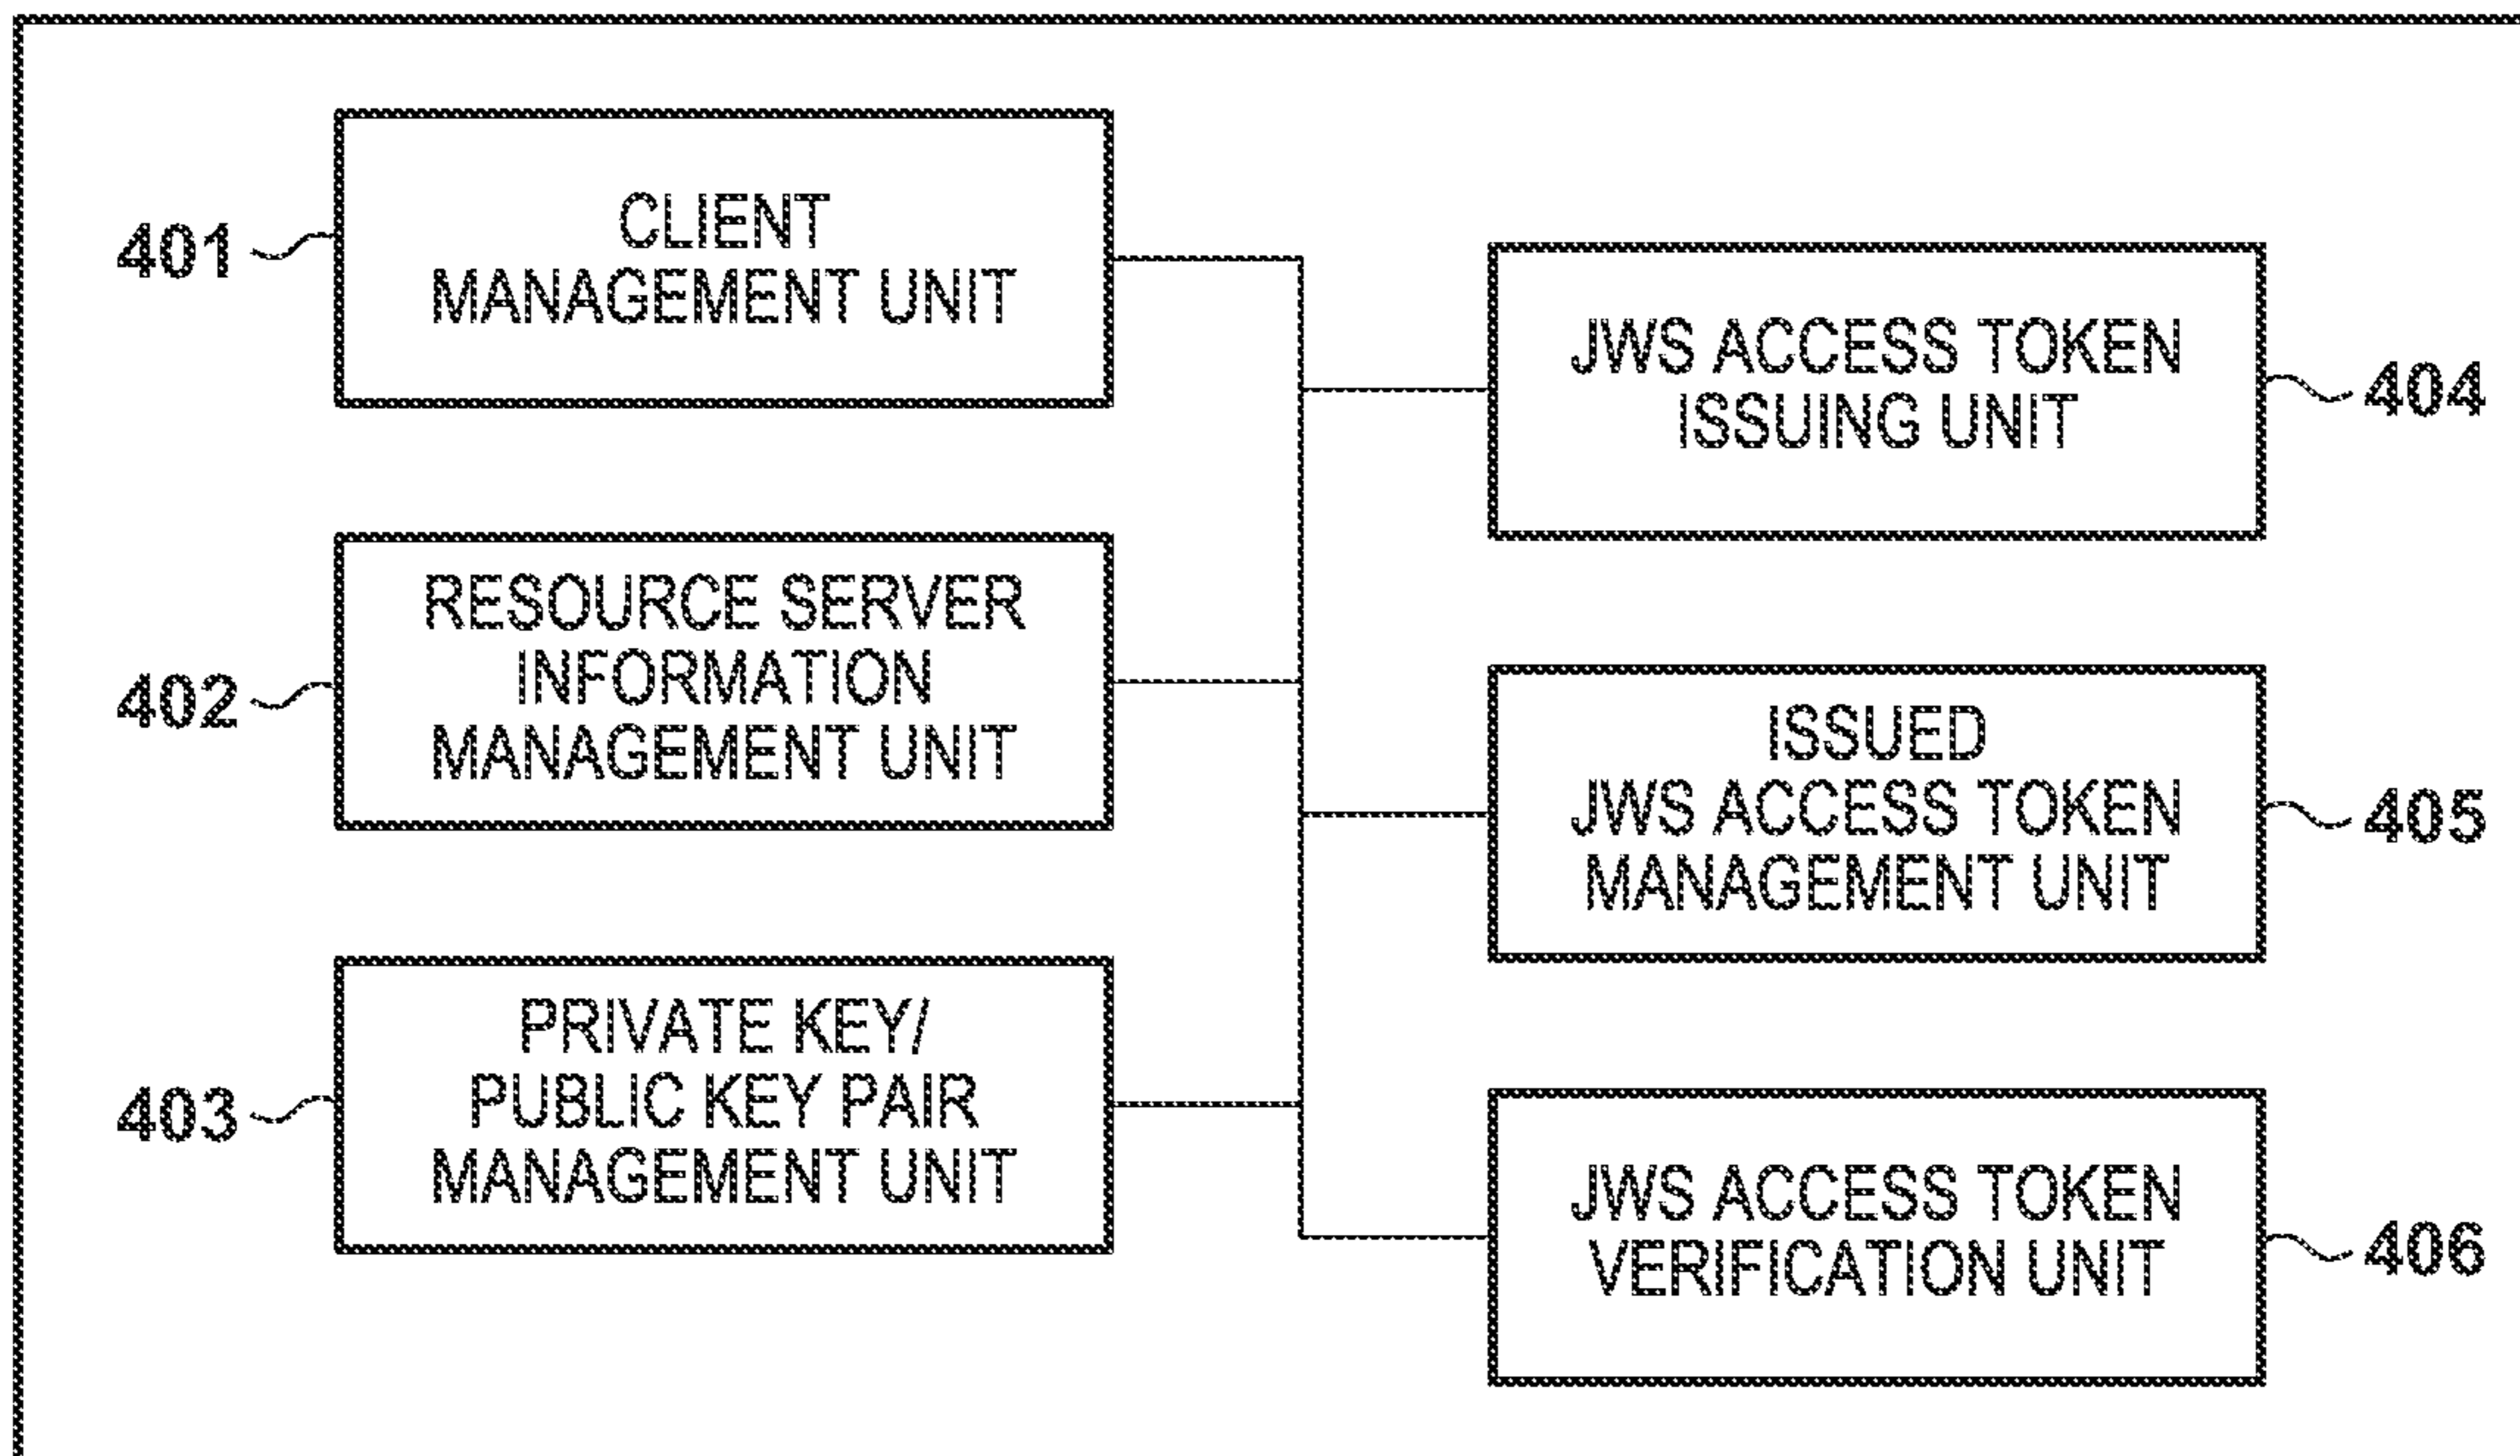 401
CLIENT
MANAGEMENT UNIT
402
RESOURCE SERVER
INFORMATION
MANAGEMENT UNIT
403
PRIVATE KEY/
PUBLIC KEY PAIR
MANAGEMENT UNIT
JWS ACCESS TOKEN
ISSUING UNIT
404
ISSUED
JWS ACCESS TOKEN
MANAGEMENT UNIT
405
JWS ACCESS TOKEN
VERIFICATION UNIT
406